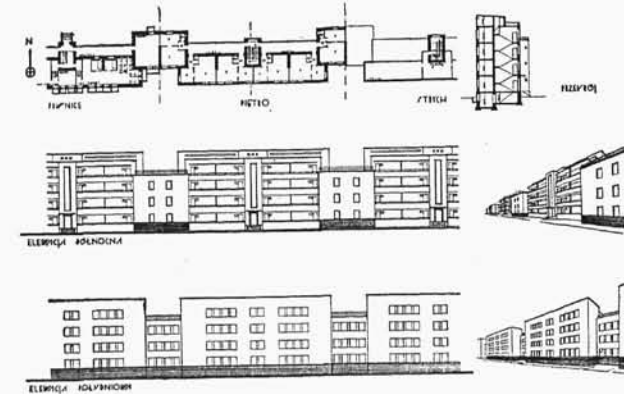 N
PIWNICE PIĘTRO STRYCH PRZEKRÓJ
ELEWACJA PÓŁNOCNA
ELEWACJA POŁUDNIOWA